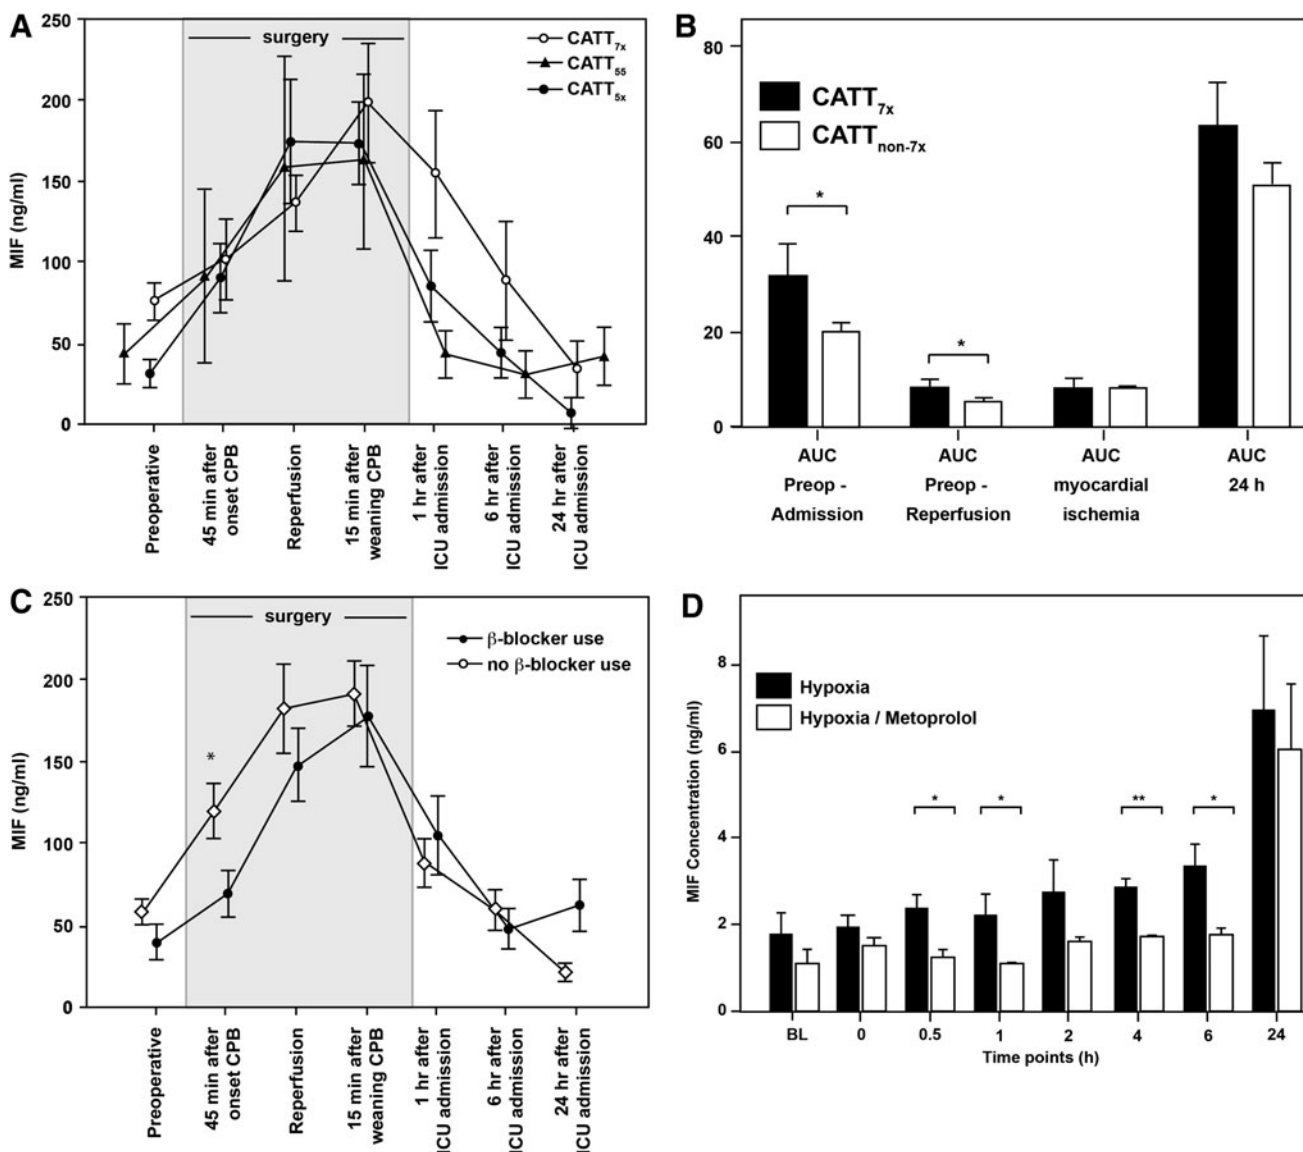 A
250
200
150
100
50
0
MIF (ng/ml)
surgery
CATT7x
CATT55
CATT5x
Preoperative
45 min after
onset CPB
Reperfusion
15 min after
weaning CPB
1 hr after
ICU admission
6 hr after
ICU admission
24 hr after
ICU admission
B
80
60
40
20
0
CATT7x
CATTnon-7x
*
*
AUC
Preop -
Admission
AUC
Preop -
Reperfusion
AUC
myocardial
ischemia
AUC
24 h
C
250
200
150
100
50
0
MIF (ng/ml)
surgery
β-blocker use
no β-blocker use
*
Preoperative
45 min after
onset CPB
Reperfusion
15 min after
weaning CPB
1 hr after
ICU admission
6 hr after
ICU admission
24 hr after
ICU admission
D
8
6
4
2
0
MIF Concentration (ng/ml)
Hypoxia
Hypoxia / Metoprolol
*
*
**
*
BL
0
0.5
1
2
4
6
24
Time points (h)